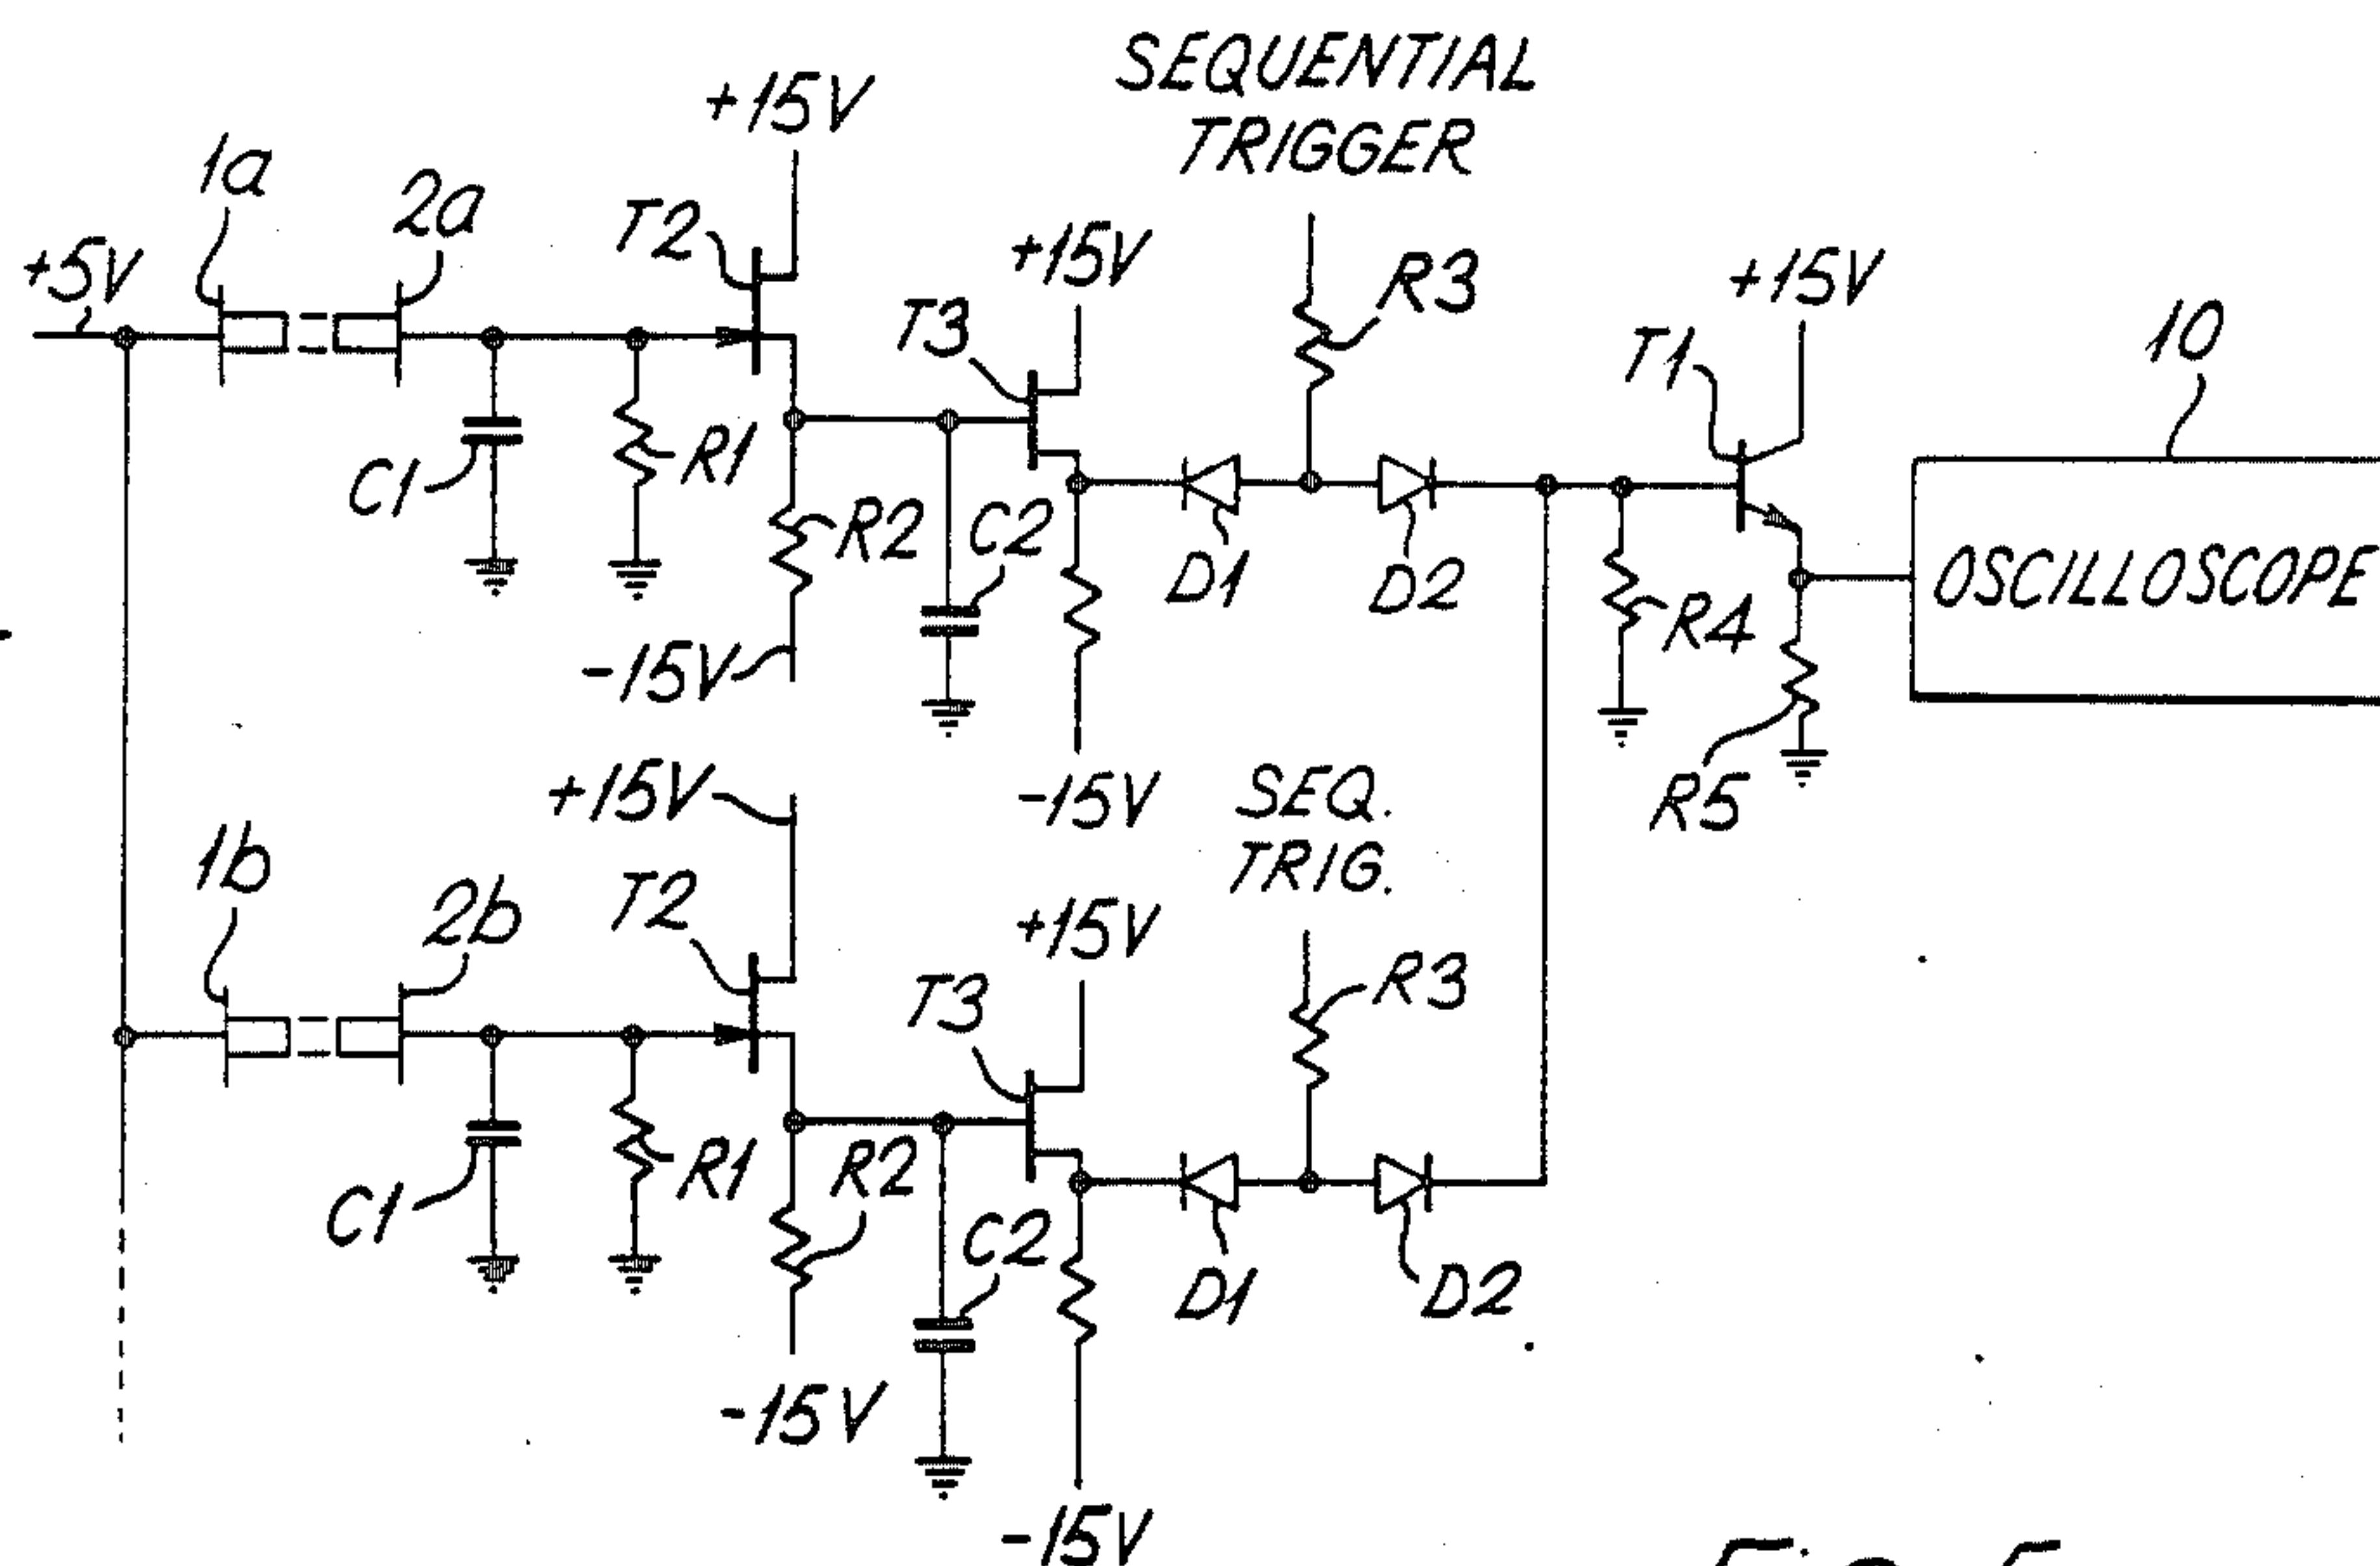 SEQUENTIAL
TRIGGER
+15V
1a
2a
T2
+5V
+15V
R3
+15V
T3
T1
10
C1
R1
R2
C2
D1
D2
R4
OSCILLOSCOPE
-15V
R5
-15V
+15V
SEQ.
TRIG.
1b
2b
T2
+15V
T3
R3
C1
R1
R2
C2
D1
D2
-15V
-15V